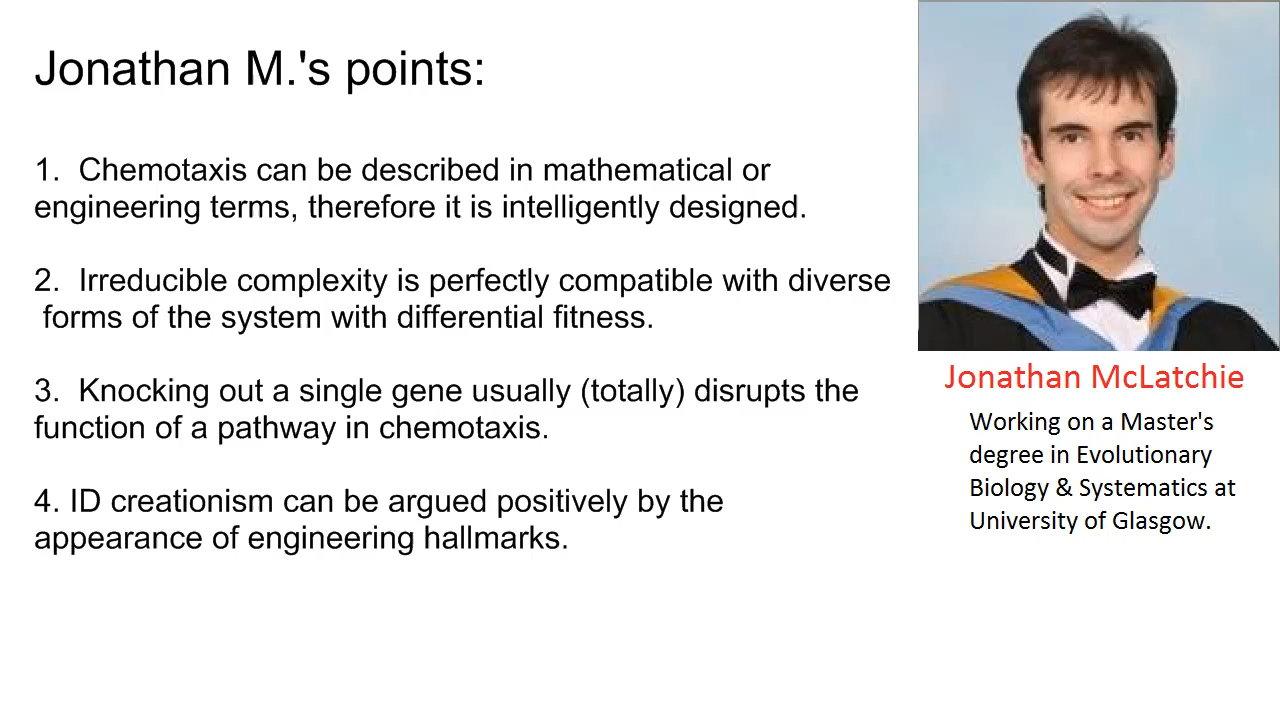 Jonathan M.'s points:
1.  Chemotaxis can be described in mathematical or
engineering terms, therefore it is intelligently designed.
2.  Irreducible complexity is perfectly compatible with diverse
forms of the system with differential fitness.
3.  Knocking out a single gene usually (totally) disrupts the
function of a pathway in chemotaxis.
4. ID creationism can be argued positively by the
appearance of engineering hallmarks.
Jonathan McLatchie
Working on a Master's
degree in Evolutionary
Biology & Systematics at
University of Glasgow.